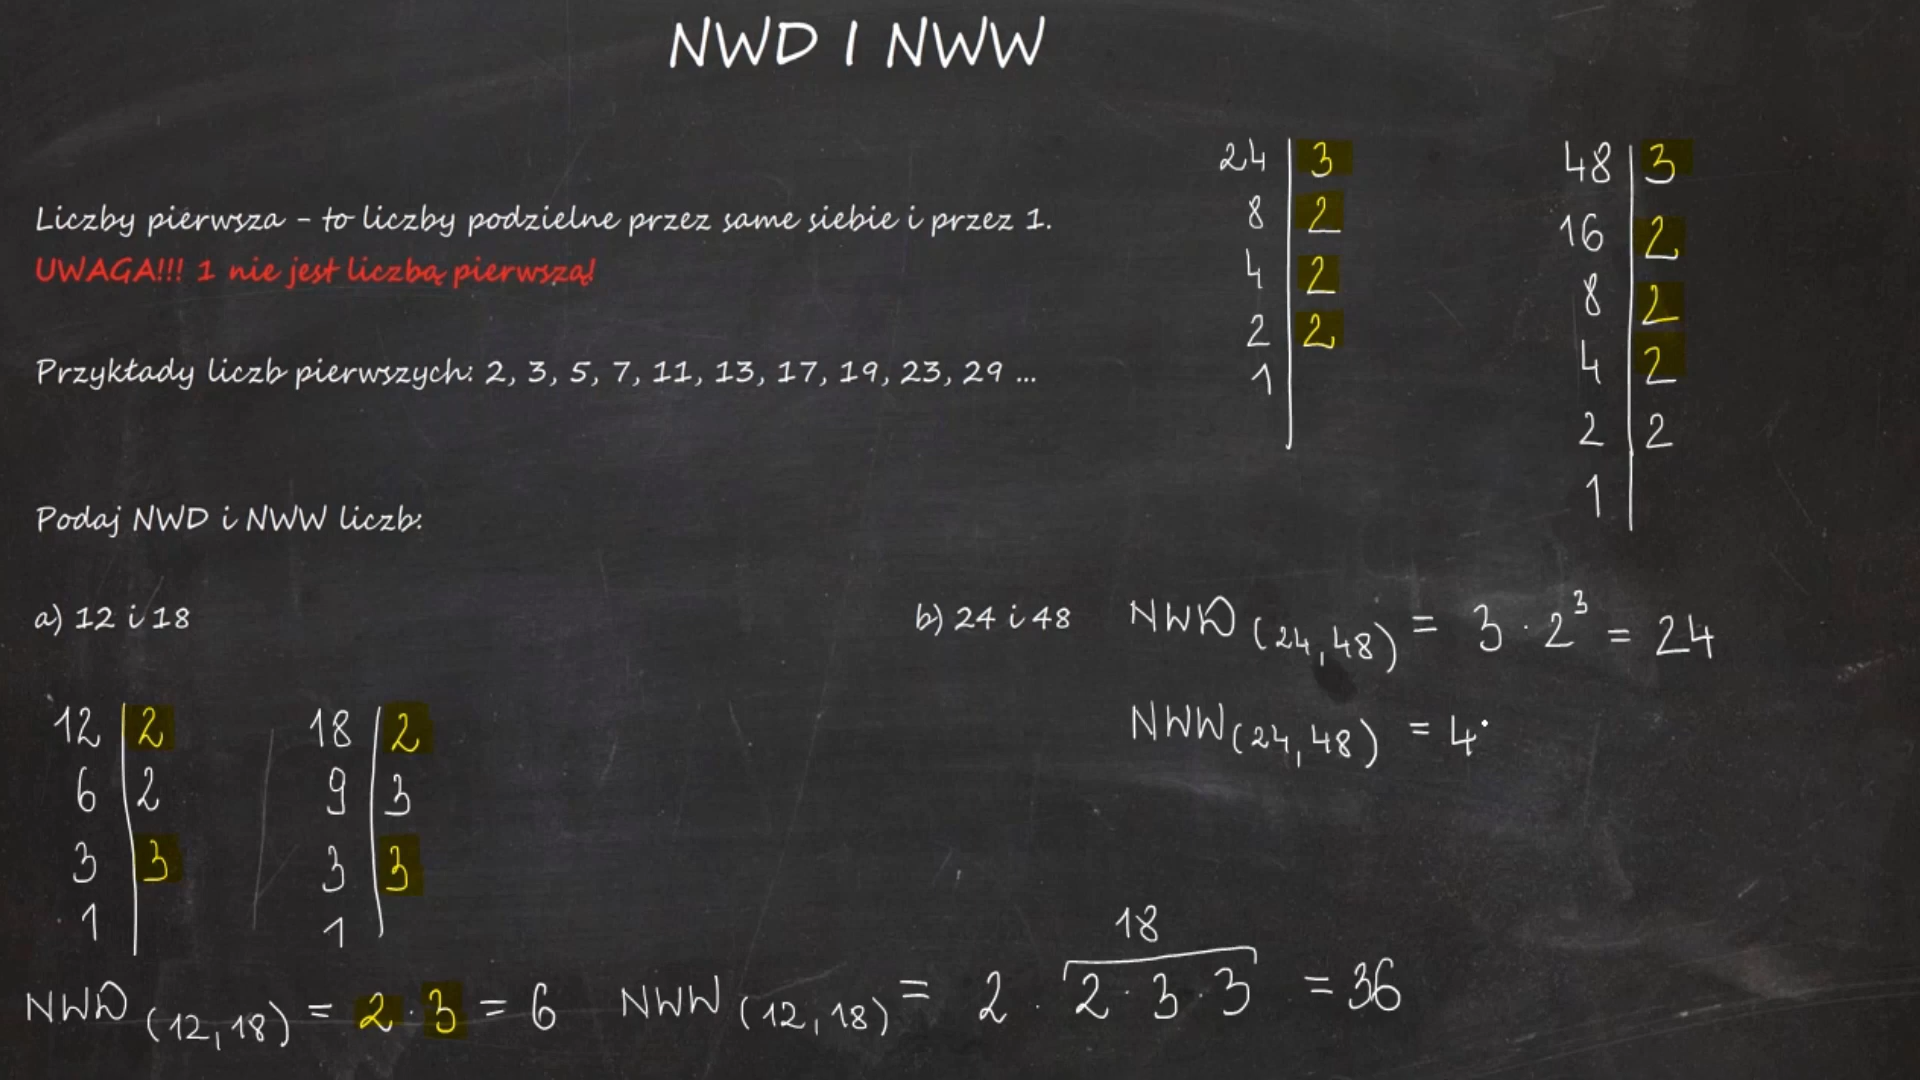 NWD I NWW
Liczby pierwsza - to liczby podzielne przez same siebie i przez 1.
UWAGA!!! 1 nie jest liczbą pierwszą!
Przykłady liczb pierwszych: 2, 3, 5, 7, 11, 13, 17, 19, 23, 29 ...
24 | 3
8 | 2
4 | 2
2 | 2
1
48 | 3
16 | 2
8 | 2
4 | 2
2 | 2
1
Podaj NWD i NWW liczb:
a) 12 i 18
12 | 2
6 | 2
3 | 3
1
18 | 2
9 | 3
3 | 3
1
NWD (12, 18) = 2 · 3 = 6
18
NWW (12, 18) = 2 · 2 · 3 · 3 = 36
b) 24 i 48
NWD (24, 48) = 3 · 2³ = 24
NWW (24, 48) = 4